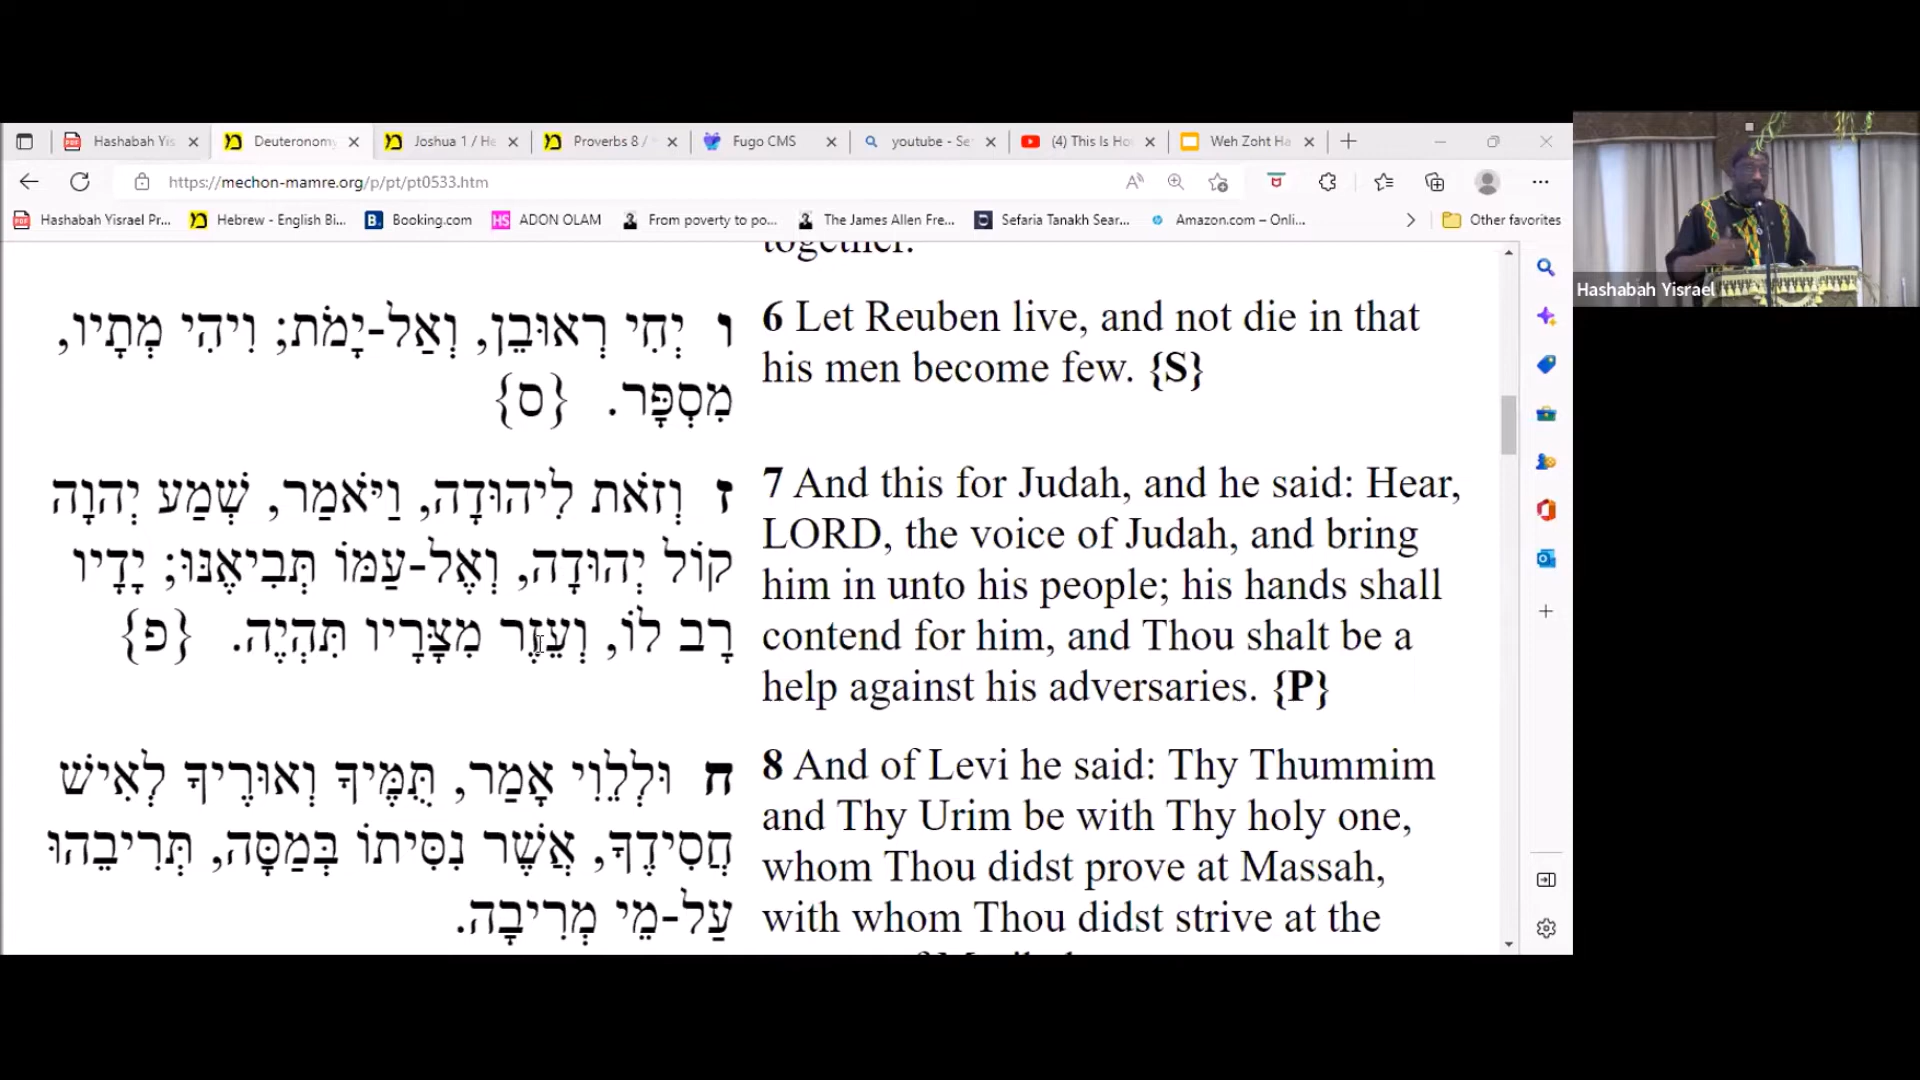 Hashabah Yis
Deuteronomy
Joshua 1 / He
Proverbs 8 /
Fugo CMS
youtube - Se
(4) This Is Ho
Weh Zoht Ha
https://mechon-mamre.org/p/pt/pt0533.htm
Hashabah Yisrael Pr...
Hebrew - English Bi...
Booking.com
HS ADON OLAM
From poverty to po...
The James Allen Fre...
Sefaria Tanakh Sear...
Amazon.com – Onli...
Other favorites
together.
ו יְחִי רְאוּבֵן, וְאַל-יָמֹת; וִיהִי מְתָיו,
מִסְפָּר. {ס}
6 Let Reuben live, and not die in that
his men become few. {S}
ז וְזֹאת לִיהוּדָה, וַיֹּאמַר, שְׁמַע יְהוָה
קוֹל יְהוּדָה, וְאֶל-עַמּוֹ תְּבִיאֶנּוּ; יָדָיו
רָב לוֹ, וְעֵזֶר מִצָּרָיו תִּהְיֶה. {פ}
7 And this for Judah, and he said: Hear,
LORD, the voice of Judah, and bring
him in unto his people; his hands shall
contend for him, and Thou shalt be a
help against his adversaries. {P}
ח וּלְלֵוִי אָמַר, תֻּמֶּיךָ וְאוּרֶיךָ לְאִישׁ
חֲסִידֶךָ, אֲשֶׁר נִסִּיתוֹ בְּמַסָּה, תְּרִיבֵהוּ
עַל-מֵי מְרִיבָה.
8 And of Levi he said: Thy Thummim
and Thy Urim be with Thy holy one,
whom Thou didst prove at Massah,
with whom Thou didst strive at the
Hashabah Yisrael